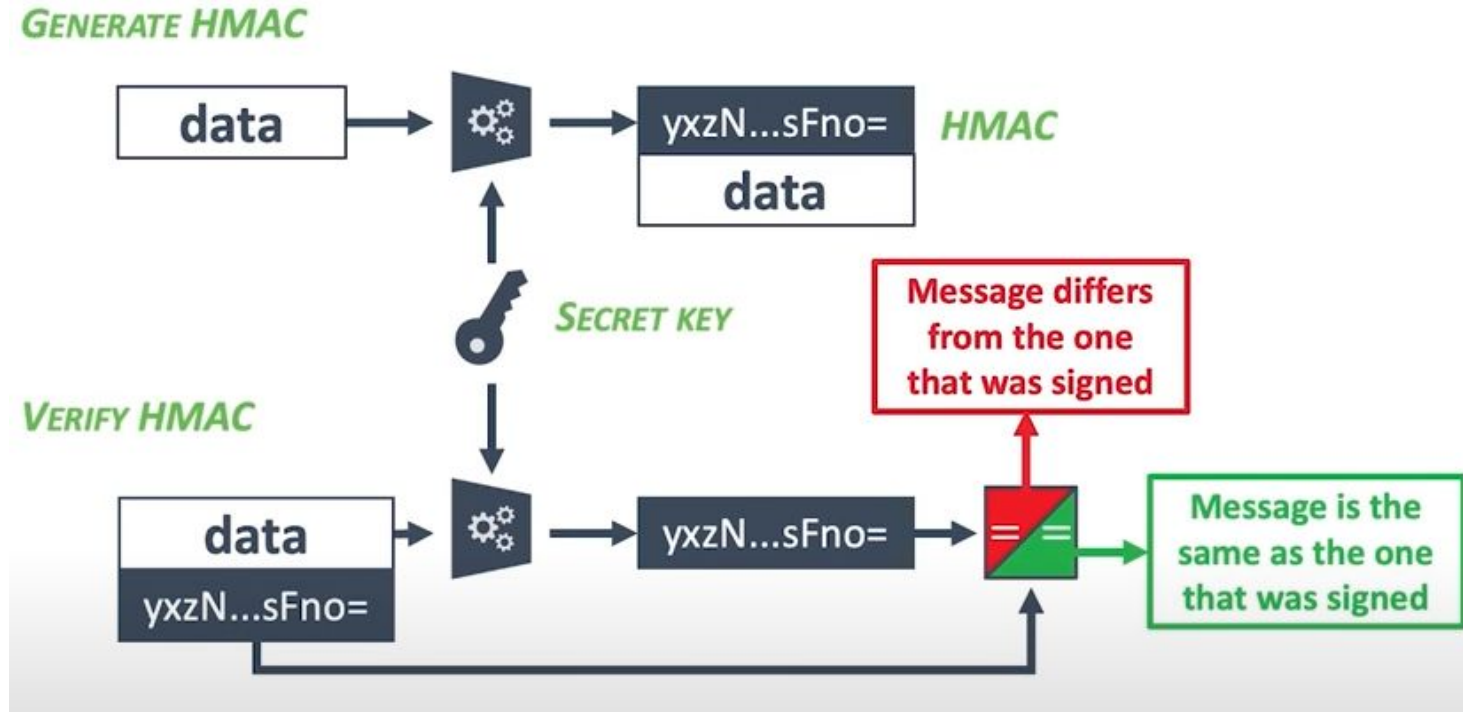 GENERATE HMAC
data
yxzN...sFno=
HMAC
data
SECRET KEY
Message differs
from the one
that was signed
VERIFY HMAC
data
yxzN...sFno=
yxzN...sFno=
=
=
Message is the
same as the one
that was signed